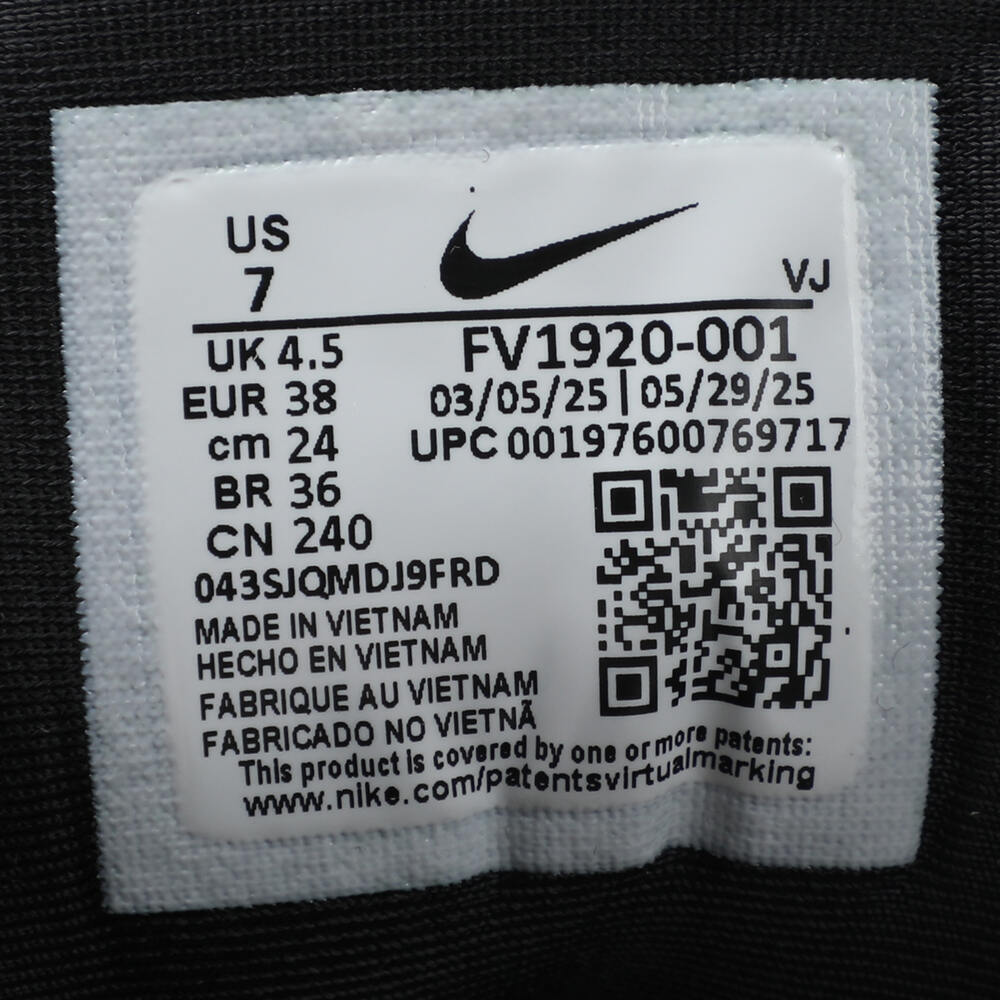 US
7
VJ
UK 4.5
EUR 38
cm 24
BR 36
CN 240
FV1920-001
03/05/25 | 05/29/25
UPC 00197600769717
043SJQMDJ9FRD
MADE IN VIETNAM
HECHO EN VIETNAM
FABRIQUE AU VIETNAM
FABRICADO NO VIETNÃ
This product is covered by one or more patents:
www.nike.com/patentsvirtualmarking